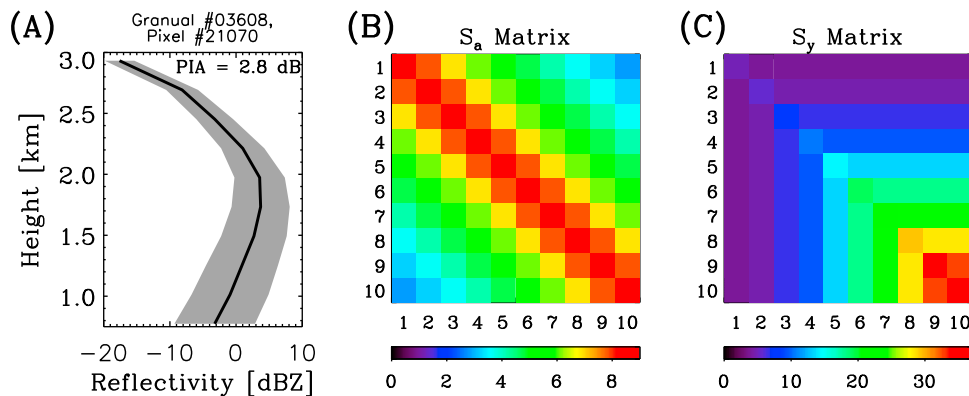 (A)
Granual #03608,
Pixel #21070
PIA = 2.8 dB
3.0
2.5
2.0
1.5
1.0
Height [km]
-20 -10 0 10
Reflectivity [dBZ]
(B)
Sa Matrix
1
2
3
4
5
6
7
8
9
10
1 2 3 4 5 6 7 8 9 10
0 2 4 6 8
(C)
Sy Matrix
1
2
3
4
5
6
7
8
9
10
1 2 3 4 5 6 7 8 9 10
0 10 20 30